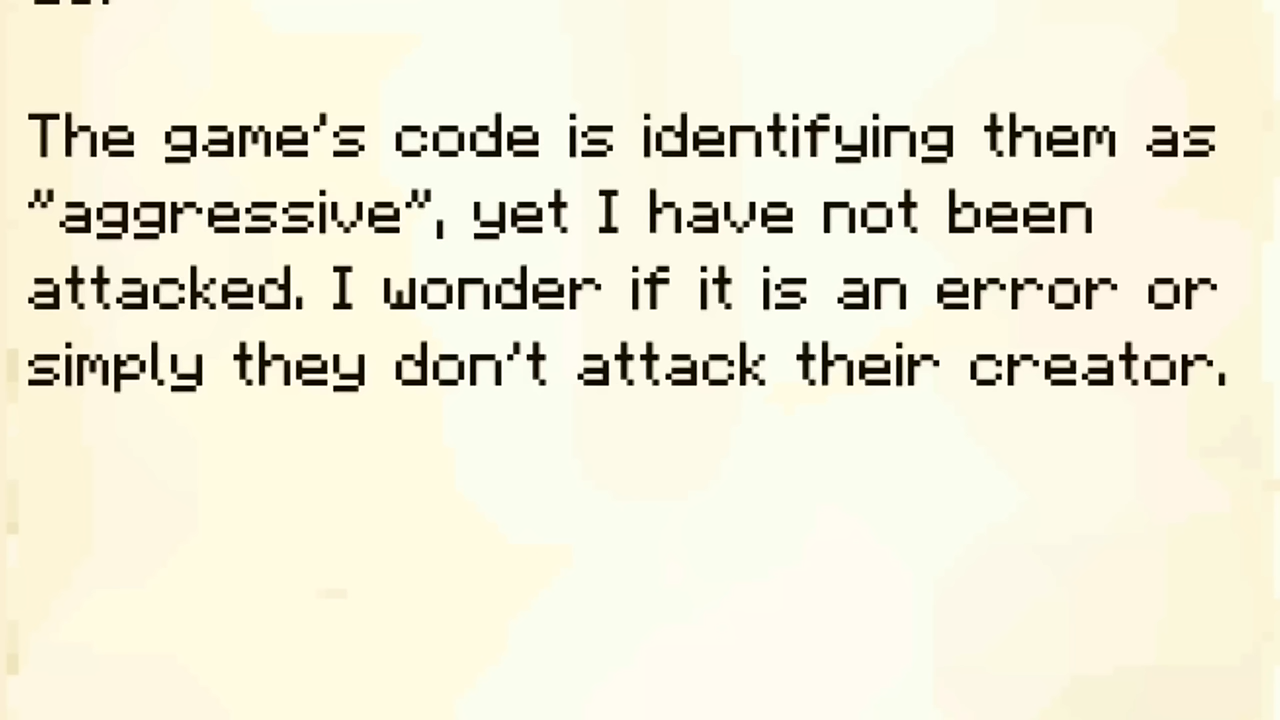 The game's code is identifying them as
"aggressive", yet I have not been
attacked. I wonder if it is an error or
simply they don't attack their creator.